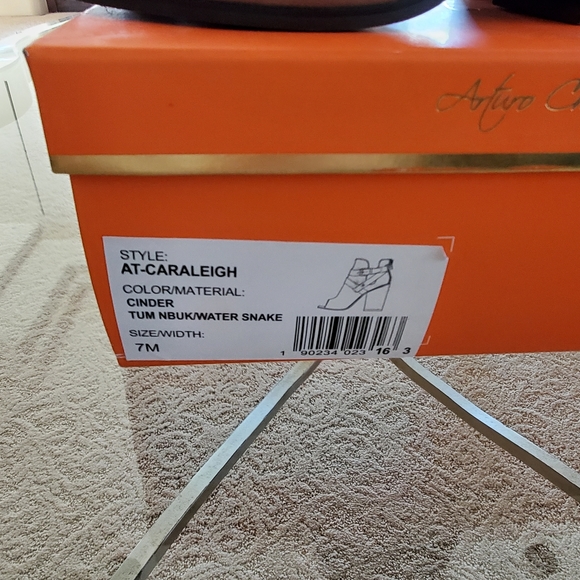 Arturo Ch
STYLE:
AT-CARALEIGH
COLOR/MATERIAL:
CINDER
TUM NBUK/WATER SNAKE
SIZE/WIDTH:
7M
1 90234 023 16 3